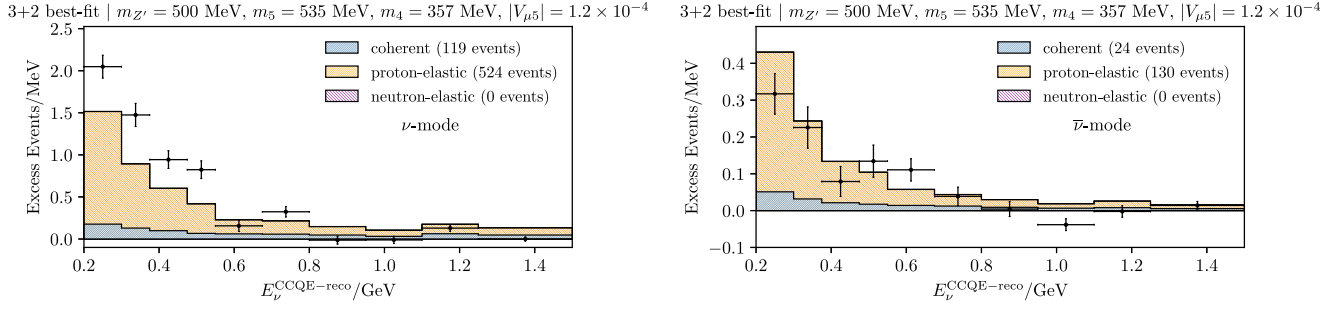 3+2 best-fit | m_{Z′} = 500 MeV, m_5 = 535 MeV, m_4 = 357 MeV, |V_{μ5}| = 1.2 × 10^{−4}
2.5
2.0
1.5
1.0
0.5
0.0
Excess Events/MeV
coherent (119 events)
proton-elastic (524 events)
neutron-elastic (0 events)
ν-mode
0.2 0.4 0.6 0.8 1.0 1.2 1.4
E_ν^{CCQE−reco}/GeV
3+2 best-fit | m_{Z′} = 500 MeV, m_5 = 535 MeV, m_4 = 357 MeV, |V_{μ5}| = 1.2 × 10^{−4}
0.4
0.3
0.2
0.1
0.0
−0.1
Excess Events/MeV
coherent (24 events)
proton-elastic (130 events)
neutron-elastic (0 events)
ν̅-mode
0.2 0.4 0.6 0.8 1.0 1.2 1.4
E_ν^{CCQE−reco}/GeV